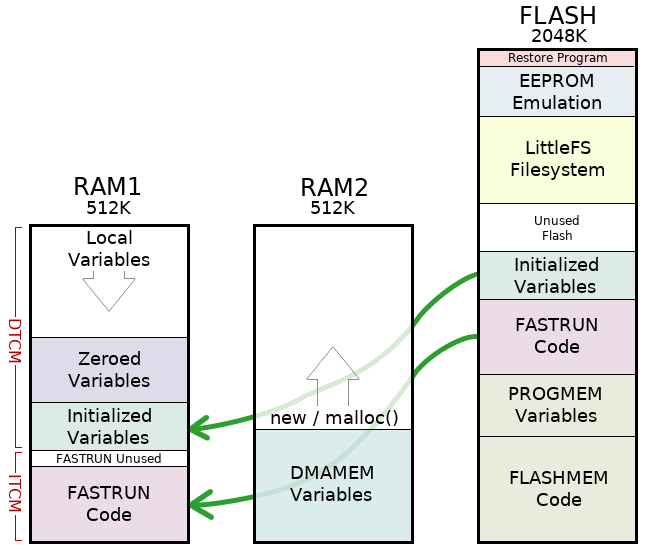 FLASH
2048K
Restore Program
EEPROM
Emulation
LittleFS
Filesystem
Unused
Flash
Initialized
Variables
FASTRUN
Code
PROGMEM
Variables
FLASHMEM
Code
RAM1
512K
Local
Variables
Zeroed
Variables
Initialized
Variables
FASTRUN Unused
FASTRUN
Code
DTCM
ITCM
RAM2
512K
new / malloc()
DMAMEM
Variables